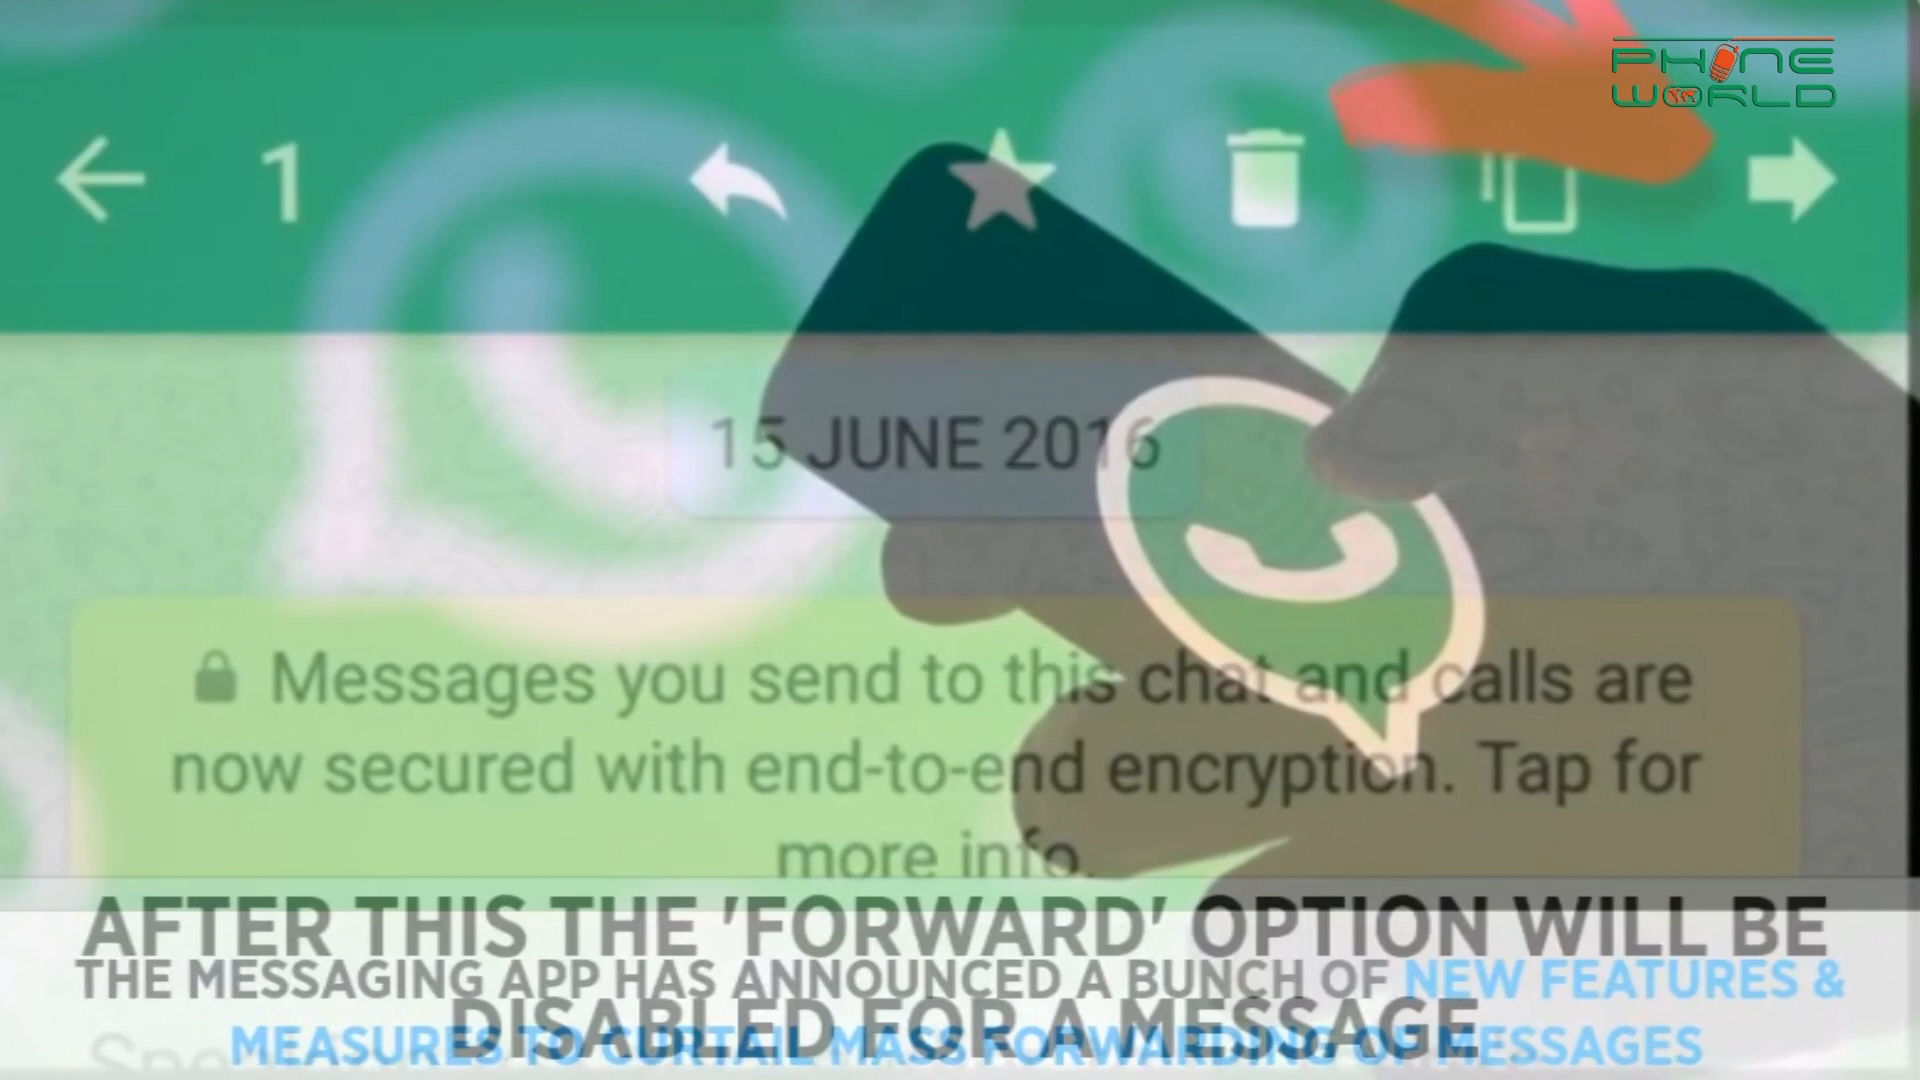 PHONE
WORLD
1
15 JUNE 2016
Messages you send to this chat and calls are
now secured with end-to-end encryption. Tap for
more info.
AFTER THIS THE 'FORWARD' OPTION WILL BE
THE MESSAGING APP HAS ANNOUNCED A BUNCH OF NEW FEATURES &
DISABLED FOR A MESSAGE
MEASURES TO CURTAIL MASS FORWARDING OF MESSAGES